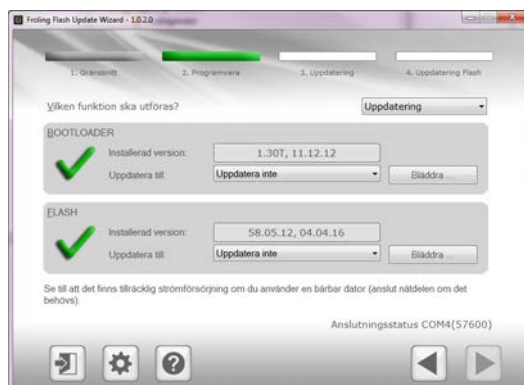 Froling Flash Update Wizard - 1.0.2.0
1. Gränssnitt
2. Programvara
3. Uppdatering
4. Uppdatering Flash
Vilken funktion ska utföras?
Uppdatering
BOOTLOADER
Installerad version:
1.30T, 11.12.12
Uppdatera till:
Uppdatera inte
Bläddra ...
FLASH
Installerad version:
58.05.12, 04.04.16
Uppdatera till:
Uppdatera inte
Bläddra ...
Se till att det finns tillräcklig strömförsörjning om du använder en bärbar dator (anslut nätdelen om det
behövs).
Anslutningsstatus COM4(57600)